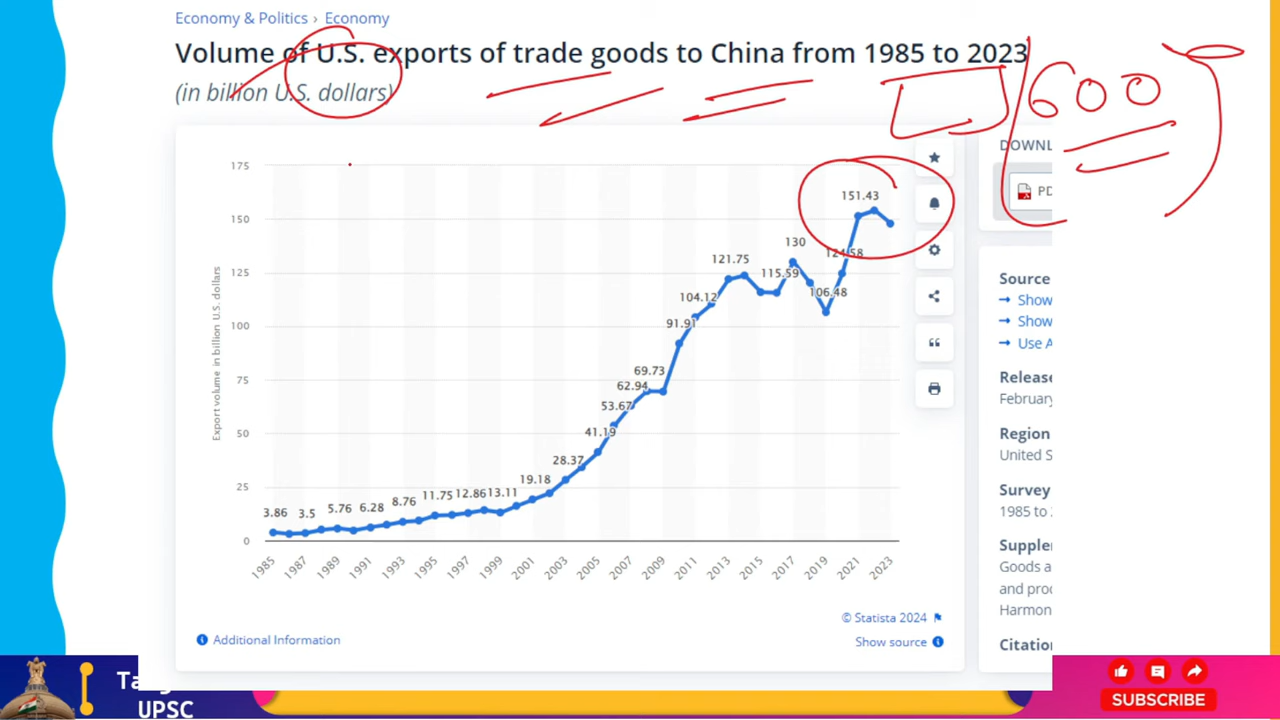 Economy & Politics › Economy
Volume of U.S. exports of trade goods to China from 1985 to 2023
(in billion U.S. dollars)
600
DOWNL
PD
175
150
125
100
75
50
25
0
Export volume in billion U.S. dollars
3.86
3.5
5.76
6.28
8.76
11.75
12.86
13.11
19.18
28.37
41.19
53.67
62.94
69.73
91.91
104.12
121.75
115.59
130
106.48
124.58
151.43
1985
1987
1989
1991
1993
1995
1997
1999
2001
2003
2005
2007
2009
2011
2013
2015
2017
2019
2021
2023
© Statista 2024
Additional Information
Show source
Source
→ Show
→ Show
→ Use A
Release
February
Region
United S
Survey
1985 to
Supple
Goods a
and proc
Harmon
Citatio
UPSC
SUBSCRIBE